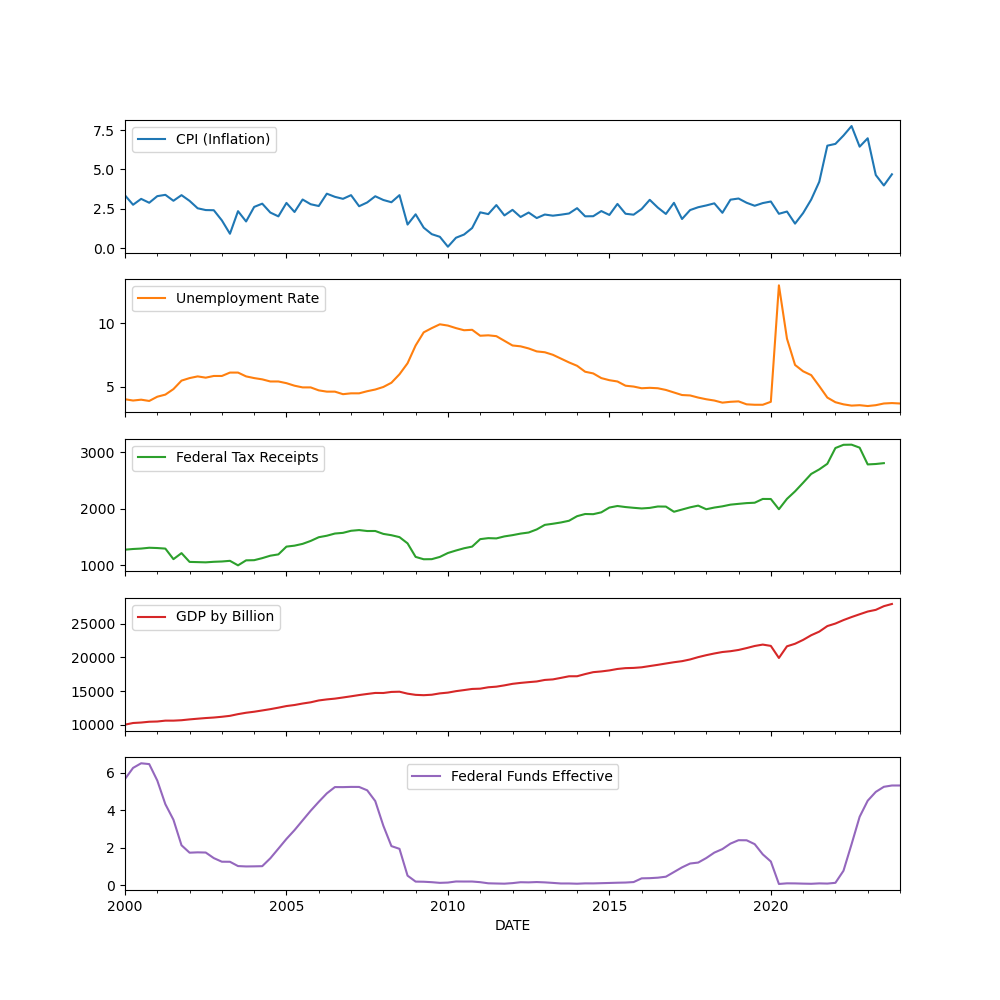 7.5
5.0
2.5
0.0
CPI (Inflation)
10
5
Unemployment Rate
3000
2000
1000
Federal Tax Receipts
25000
20000
15000
10000
GDP by Billion
6
4
2
0
Federal Funds Effective
2000 2005 2010 2015 2020
DATE